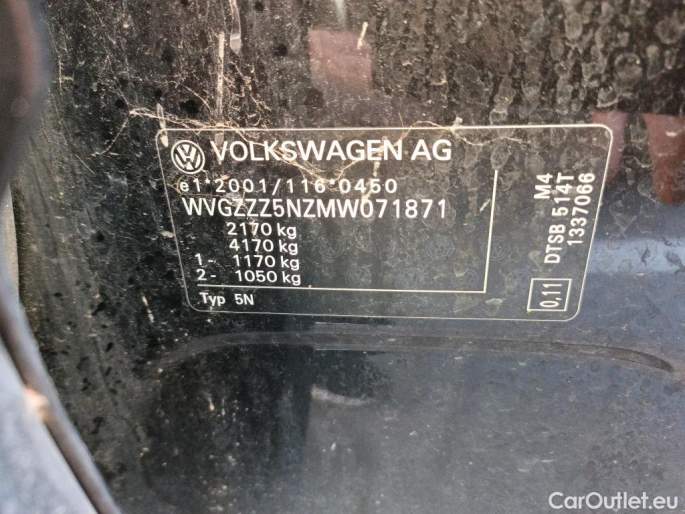 VOLKSWAGEN AG
e1*2001/116*0450
WVGZZZ5NZMW071871
2170 kg
4170 kg
1- 1170 kg
2- 1050 kg
Typ 5N
M4
DTSB 514T
1337066
0,11
CarOutlet.eu